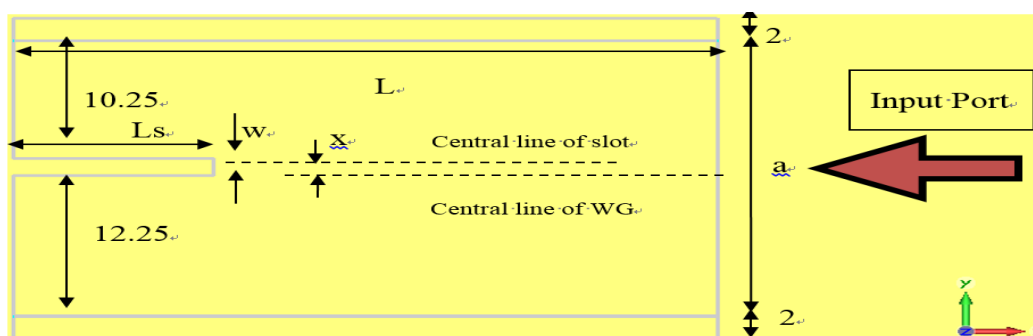 2
L
10.25
Input Port
Ls
w
x
Central line of slot
a
Central line of WG
12.25
Y
2
Z